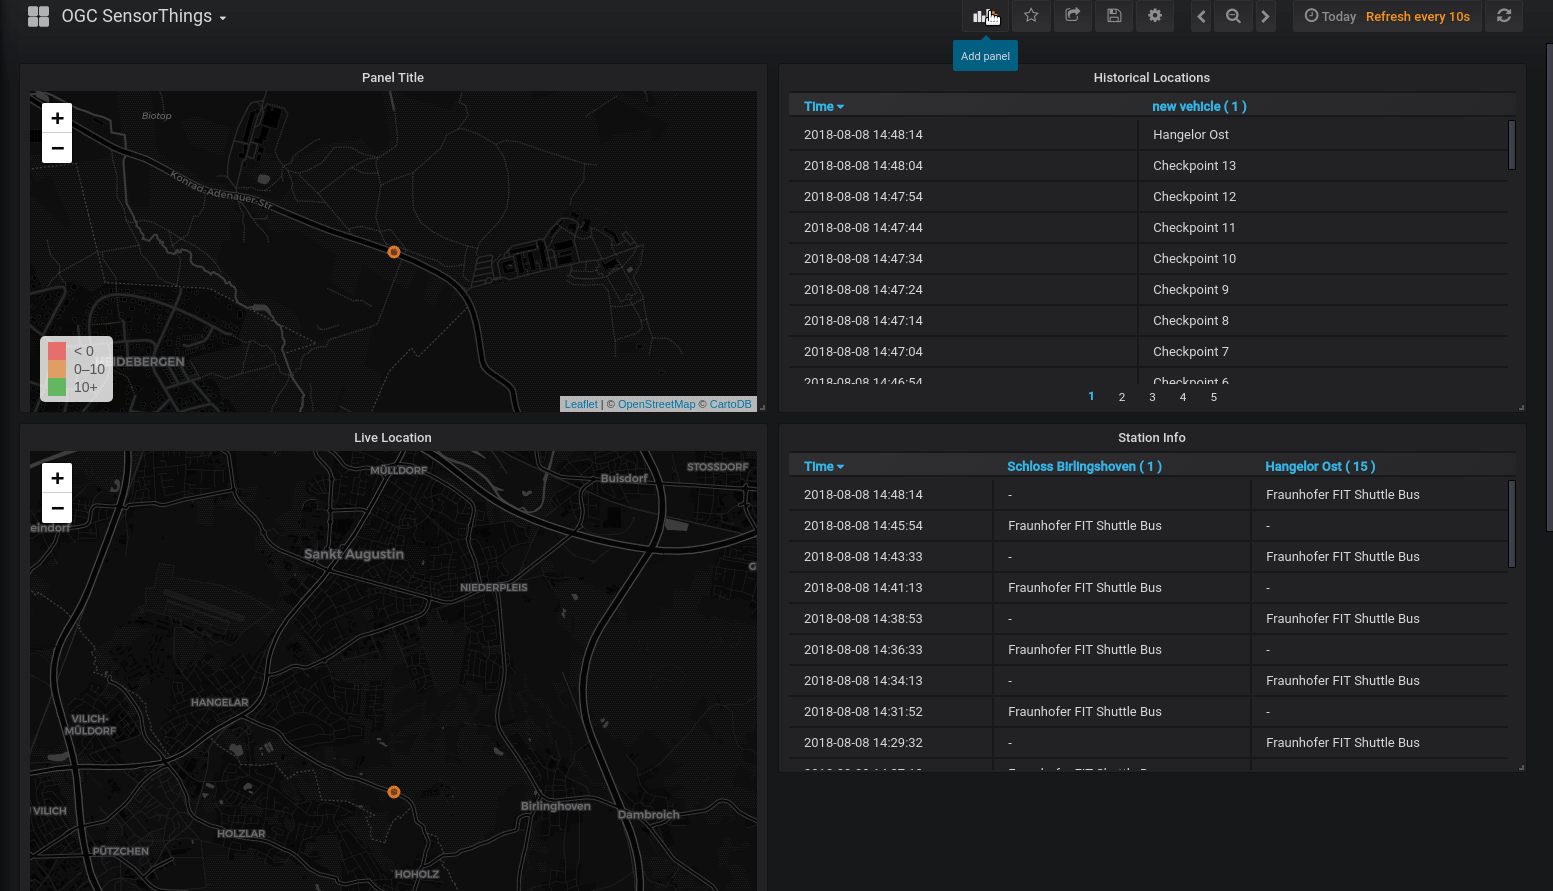 OGC SensorThings
Today Refresh every 10s
Add panel
Panel Title
+
−
Biotop
Konrad-Adenauer-Str.
< 0
0–10
10+
Leaflet | © OpenStreetMap © CartoDB
Historical Locations
Time new vehicle ( 1 )
2018-08-08 14:48:14 Hangelor Ost
2018-08-08 14:48:04 Checkpoint 13
2018-08-08 14:47:54 Checkpoint 12
2018-08-08 14:47:44 Checkpoint 11
2018-08-08 14:47:34 Checkpoint 10
2018-08-08 14:47:24 Checkpoint 9
2018-08-08 14:47:14 Checkpoint 8
2018-08-08 14:47:04 Checkpoint 7
2018-08-08 14:46:54 Checkpoint 6
1 2 3 4 5
Live Location
+
−
MÜLLDORF
STOSSDORF
Buisdorf
Sankt Augustin
NIEDERPLEIS
HANGELAR
VILICH-
MÜLDORF
VILICH
Birlinghoven
Dambroich
HOLZLAR
PÜTZCHEN
HOHOLZ
Station Info
Time Schloss Birlingshoven ( 1 ) Hangelor Ost ( 15 )
2018-08-08 14:48:14 - Fraunhofer FIT Shuttle Bus
2018-08-08 14:45:54 Fraunhofer FIT Shuttle Bus -
2018-08-08 14:43:33 - Fraunhofer FIT Shuttle Bus
2018-08-08 14:41:13 Fraunhofer FIT Shuttle Bus -
2018-08-08 14:38:53 - Fraunhofer FIT Shuttle Bus
2018-08-08 14:36:33 Fraunhofer FIT Shuttle Bus -
2018-08-08 14:34:13 - Fraunhofer FIT Shuttle Bus
2018-08-08 14:31:52 Fraunhofer FIT Shuttle Bus -
2018-08-08 14:29:32 - Fraunhofer FIT Shuttle Bus